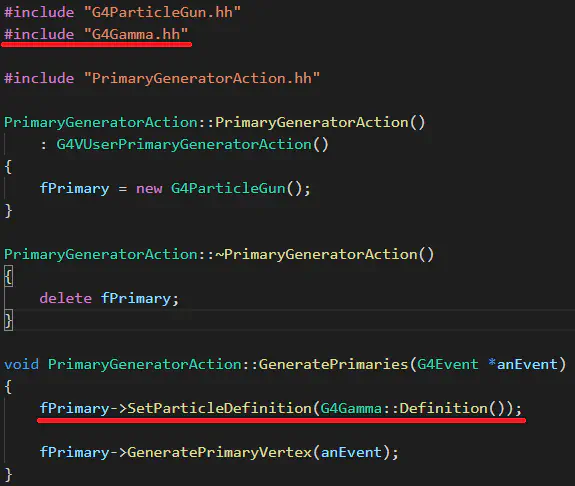 #include "G4ParticleGun.hh"
#include "G4Gamma.hh"
#include "PrimaryGeneratorAction.hh"
PrimaryGeneratorAction::PrimaryGeneratorAction()
: G4VUserPrimaryGeneratorAction()
{
fPrimary = new G4ParticleGun();
}
PrimaryGeneratorAction::~PrimaryGeneratorAction()
{
delete fPrimary;
}
void PrimaryGeneratorAction::GeneratePrimaries(G4Event *anEvent)
{
fPrimary->SetParticleDefinition(G4Gamma::Definition());
fPrimary->GeneratePrimaryVertex(anEvent);
}